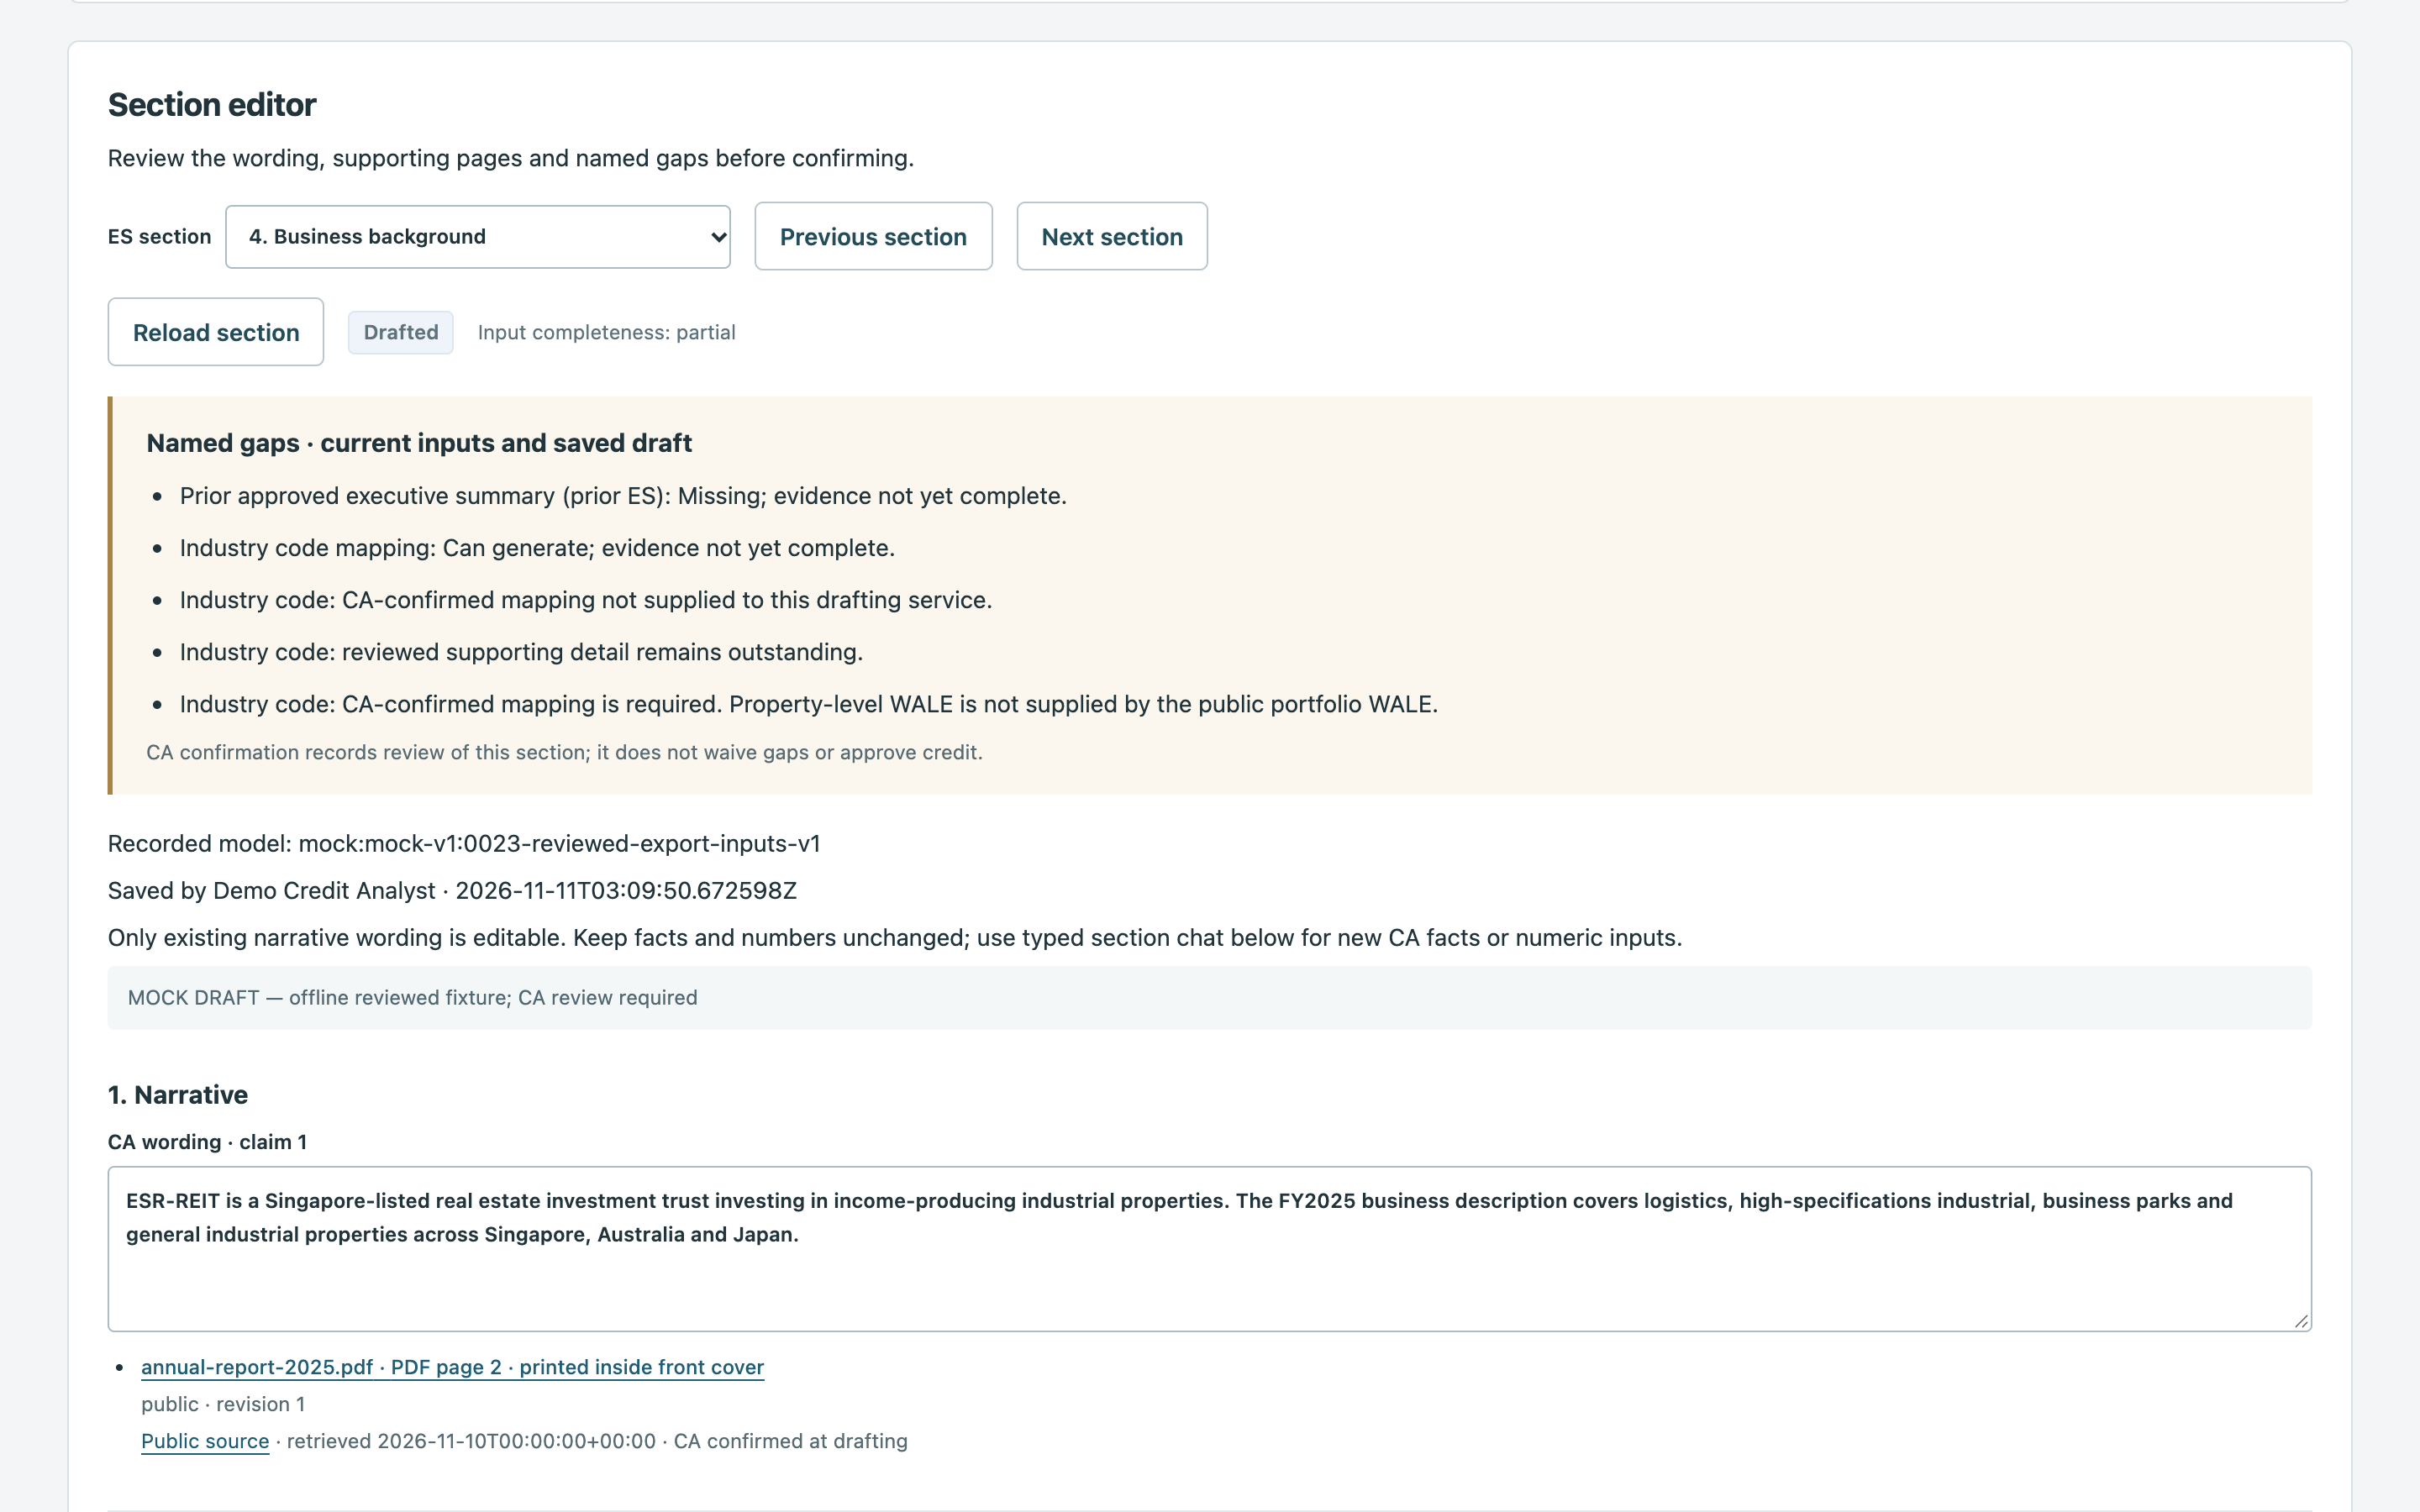 Section editor
Review the wording, supporting pages and named gaps before confirming.
ES section
4. Business background
Previous section
Next section
Reload section
Drafted
Input completeness: partial
Named gaps · current inputs and saved draft
• Prior approved executive summary (prior ES): Missing; evidence not yet complete.
• Industry code mapping: Can generate; evidence not yet complete.
• Industry code: CA-confirmed mapping not supplied to this drafting service.
• Industry code: reviewed supporting detail remains outstanding.
• Industry code: CA-confirmed mapping is required. Property-level WALE is not supplied by the public portfolio WALE.
CA confirmation records review of this section; it does not waive gaps or approve credit.
Recorded model: mock:mock-v1:0023-reviewed-export-inputs-v1
Saved by Demo Credit Analyst · 2026-11-11T03:09:50.672598Z
Only existing narrative wording is editable. Keep facts and numbers unchanged; use typed section chat below for new CA facts or numeric inputs.
MOCK DRAFT — offline reviewed fixture; CA review required
1. Narrative
CA wording · claim 1
ESR-REIT is a Singapore-listed real estate investment trust investing in income-producing industrial properties. The FY2025 business description covers logistics, high-specifications industrial, business parks and
general industrial properties across Singapore, Australia and Japan.
• annual-report-2025.pdf · PDF page 2 · printed inside front cover
public · revision 1
Public source · retrieved 2026-11-10T00:00:00+00:00 · CA confirmed at drafting